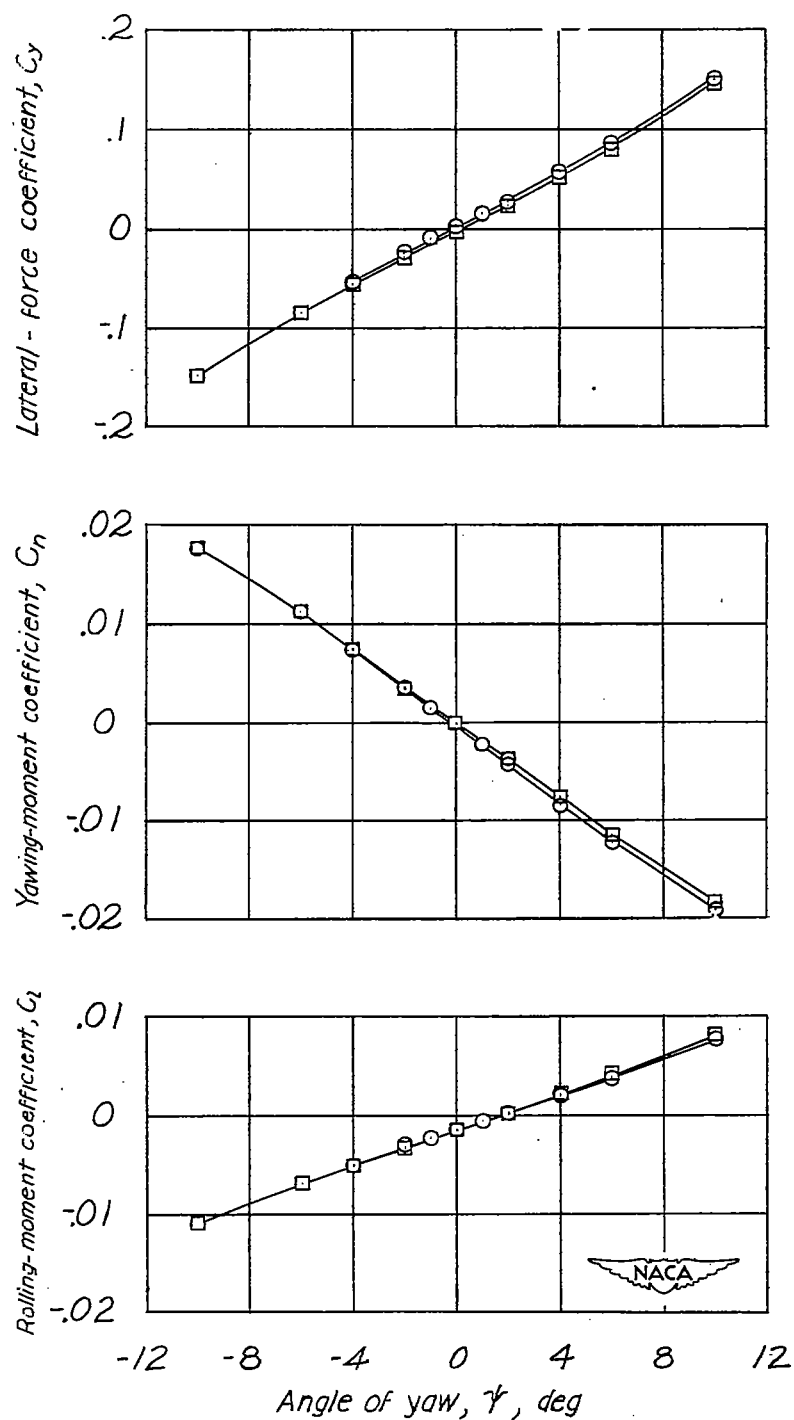 Lateral-force coefficient, Cy
.2
.1
0
-.1
-.2
Yawing-moment coefficient, Cn
.02
.01
0
-.01
-.02
Rolling-moment coefficient, Cl
.01
0
-.01
-.02
NACA
-12 -8 -4 0 4 8 12
Angle of yaw, ψ, deg